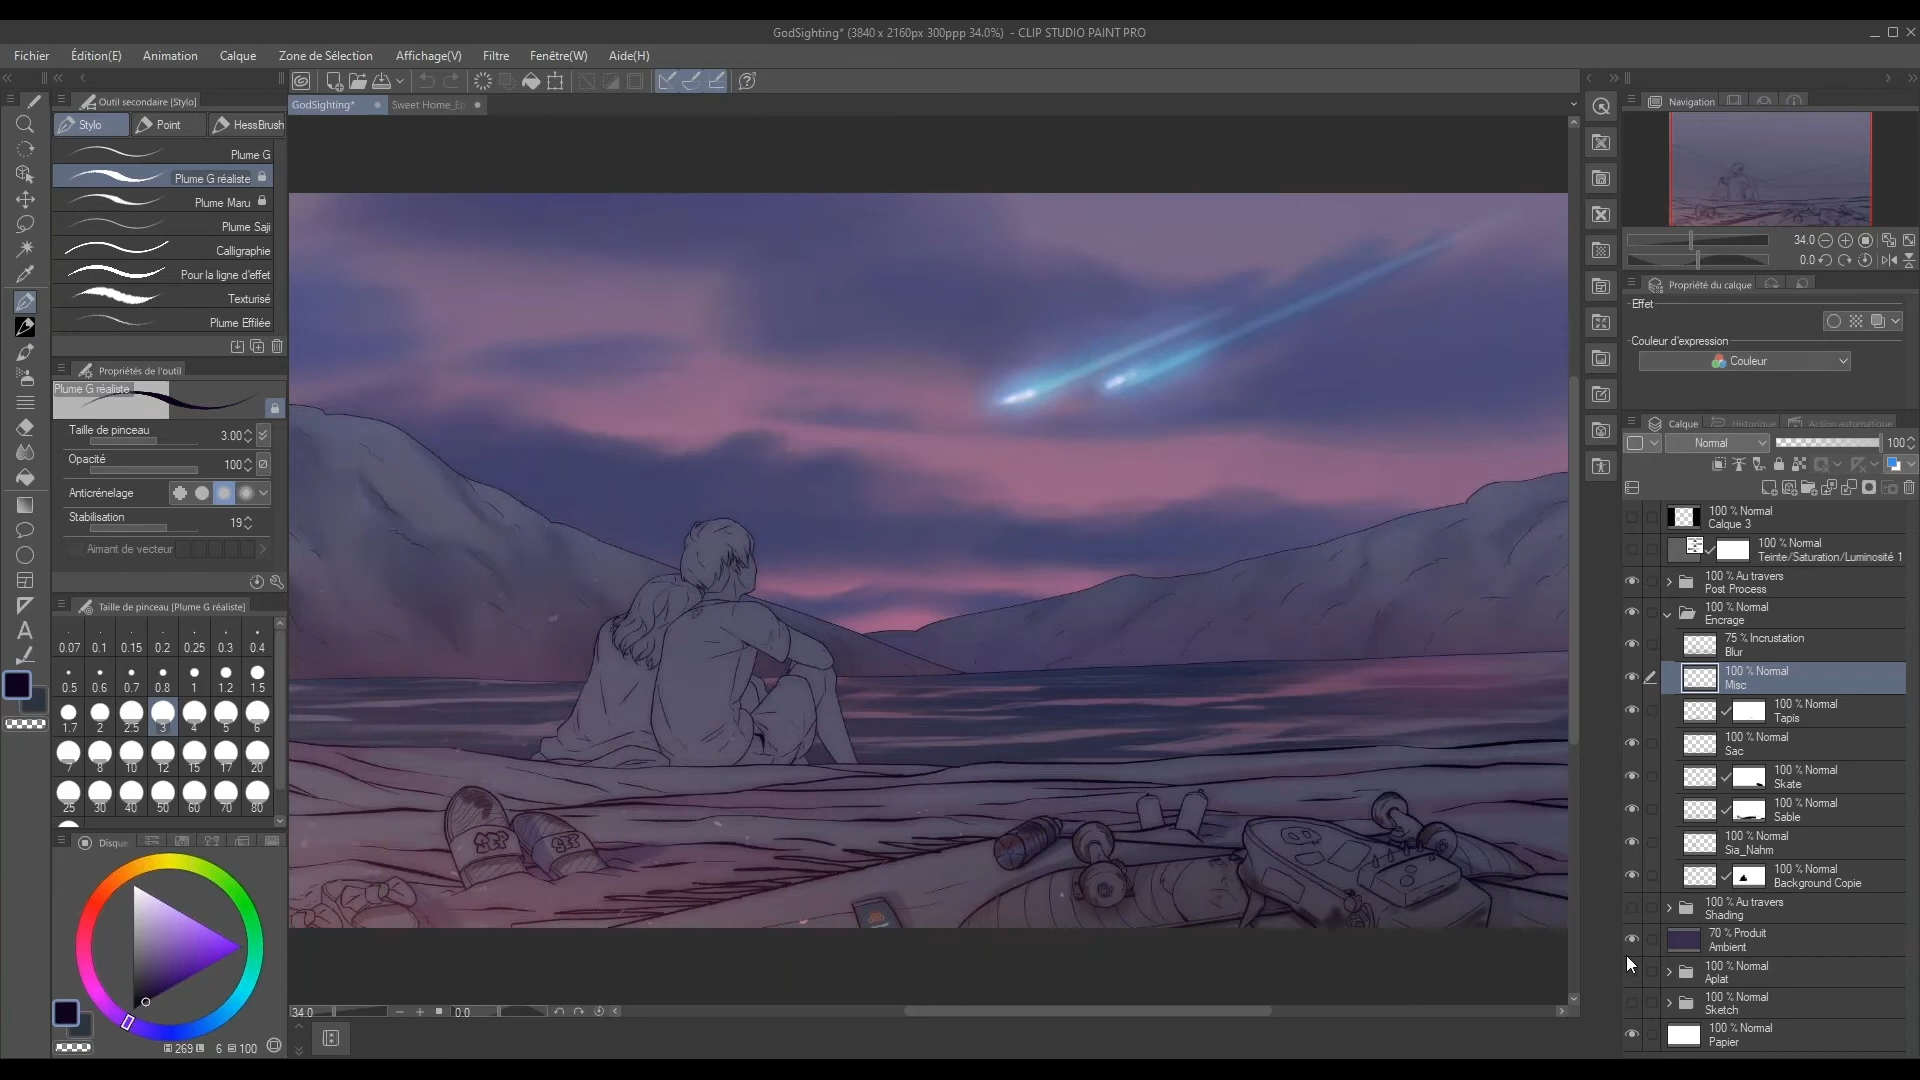 GodSighting* (3840 x 2160px 300ppp 34.0%) - CLIP STUDIO PAINT PRO
Fichier Édition(E) Animation Calque Zone de Sélection Affichage(V) Filtre Fenêtre(W) Aide(H)
Outil secondaire [Stylo]
GodSighting* Sweet Home_Ep
Stylo Point HessBrush
Plume G
Plume G réaliste
Plume Maru
Plume Saji
Calligraphie
Pour la ligne d'effet
Texturisé
Plume Effilée
Propriétés de l'outil
Plume G réaliste
Taille de pinceau 3.00
Opacité 100
Anticrénelage
Stabilisation 19
Aimant de vecteur
Taille de pinceau [Plume G réaliste]
0.07 0.1 0.15 0.2 0.25 0.3 0.4
0.5 0.6 0.7 0.8 1 1.2 1.5
1.7 2 2.5 3 4 5 6
7 8 10 12 15 17 20
25 30 40 50 60 70 80
Disque
269 6 100
34.0 0.0
Navigation
34.0
0.0
Propriété du calque
Effet
Couleur d'expression
Couleur
Calque Historique Action automatique
Normal 100
100 % Normal
Calque 3
100 % Normal
Teinte/Saturation/Luminosité 1
100 % Au travers
Post Process
100 % Normal
Encrage
75 % Incrustation
Blur
100 % Normal
Misc
100 % Normal
Tapis
100 % Normal
Sac
100 % Normal
Skate
100 % Normal
Sable
100 % Normal
Sia_Nahm
100 % Normal
Background Copie
100 % Au travers
Shading
70 % Produit
Ambient
100 % Normal
Aplat
100 % Normal
Sketch
100 % Normal
Papier